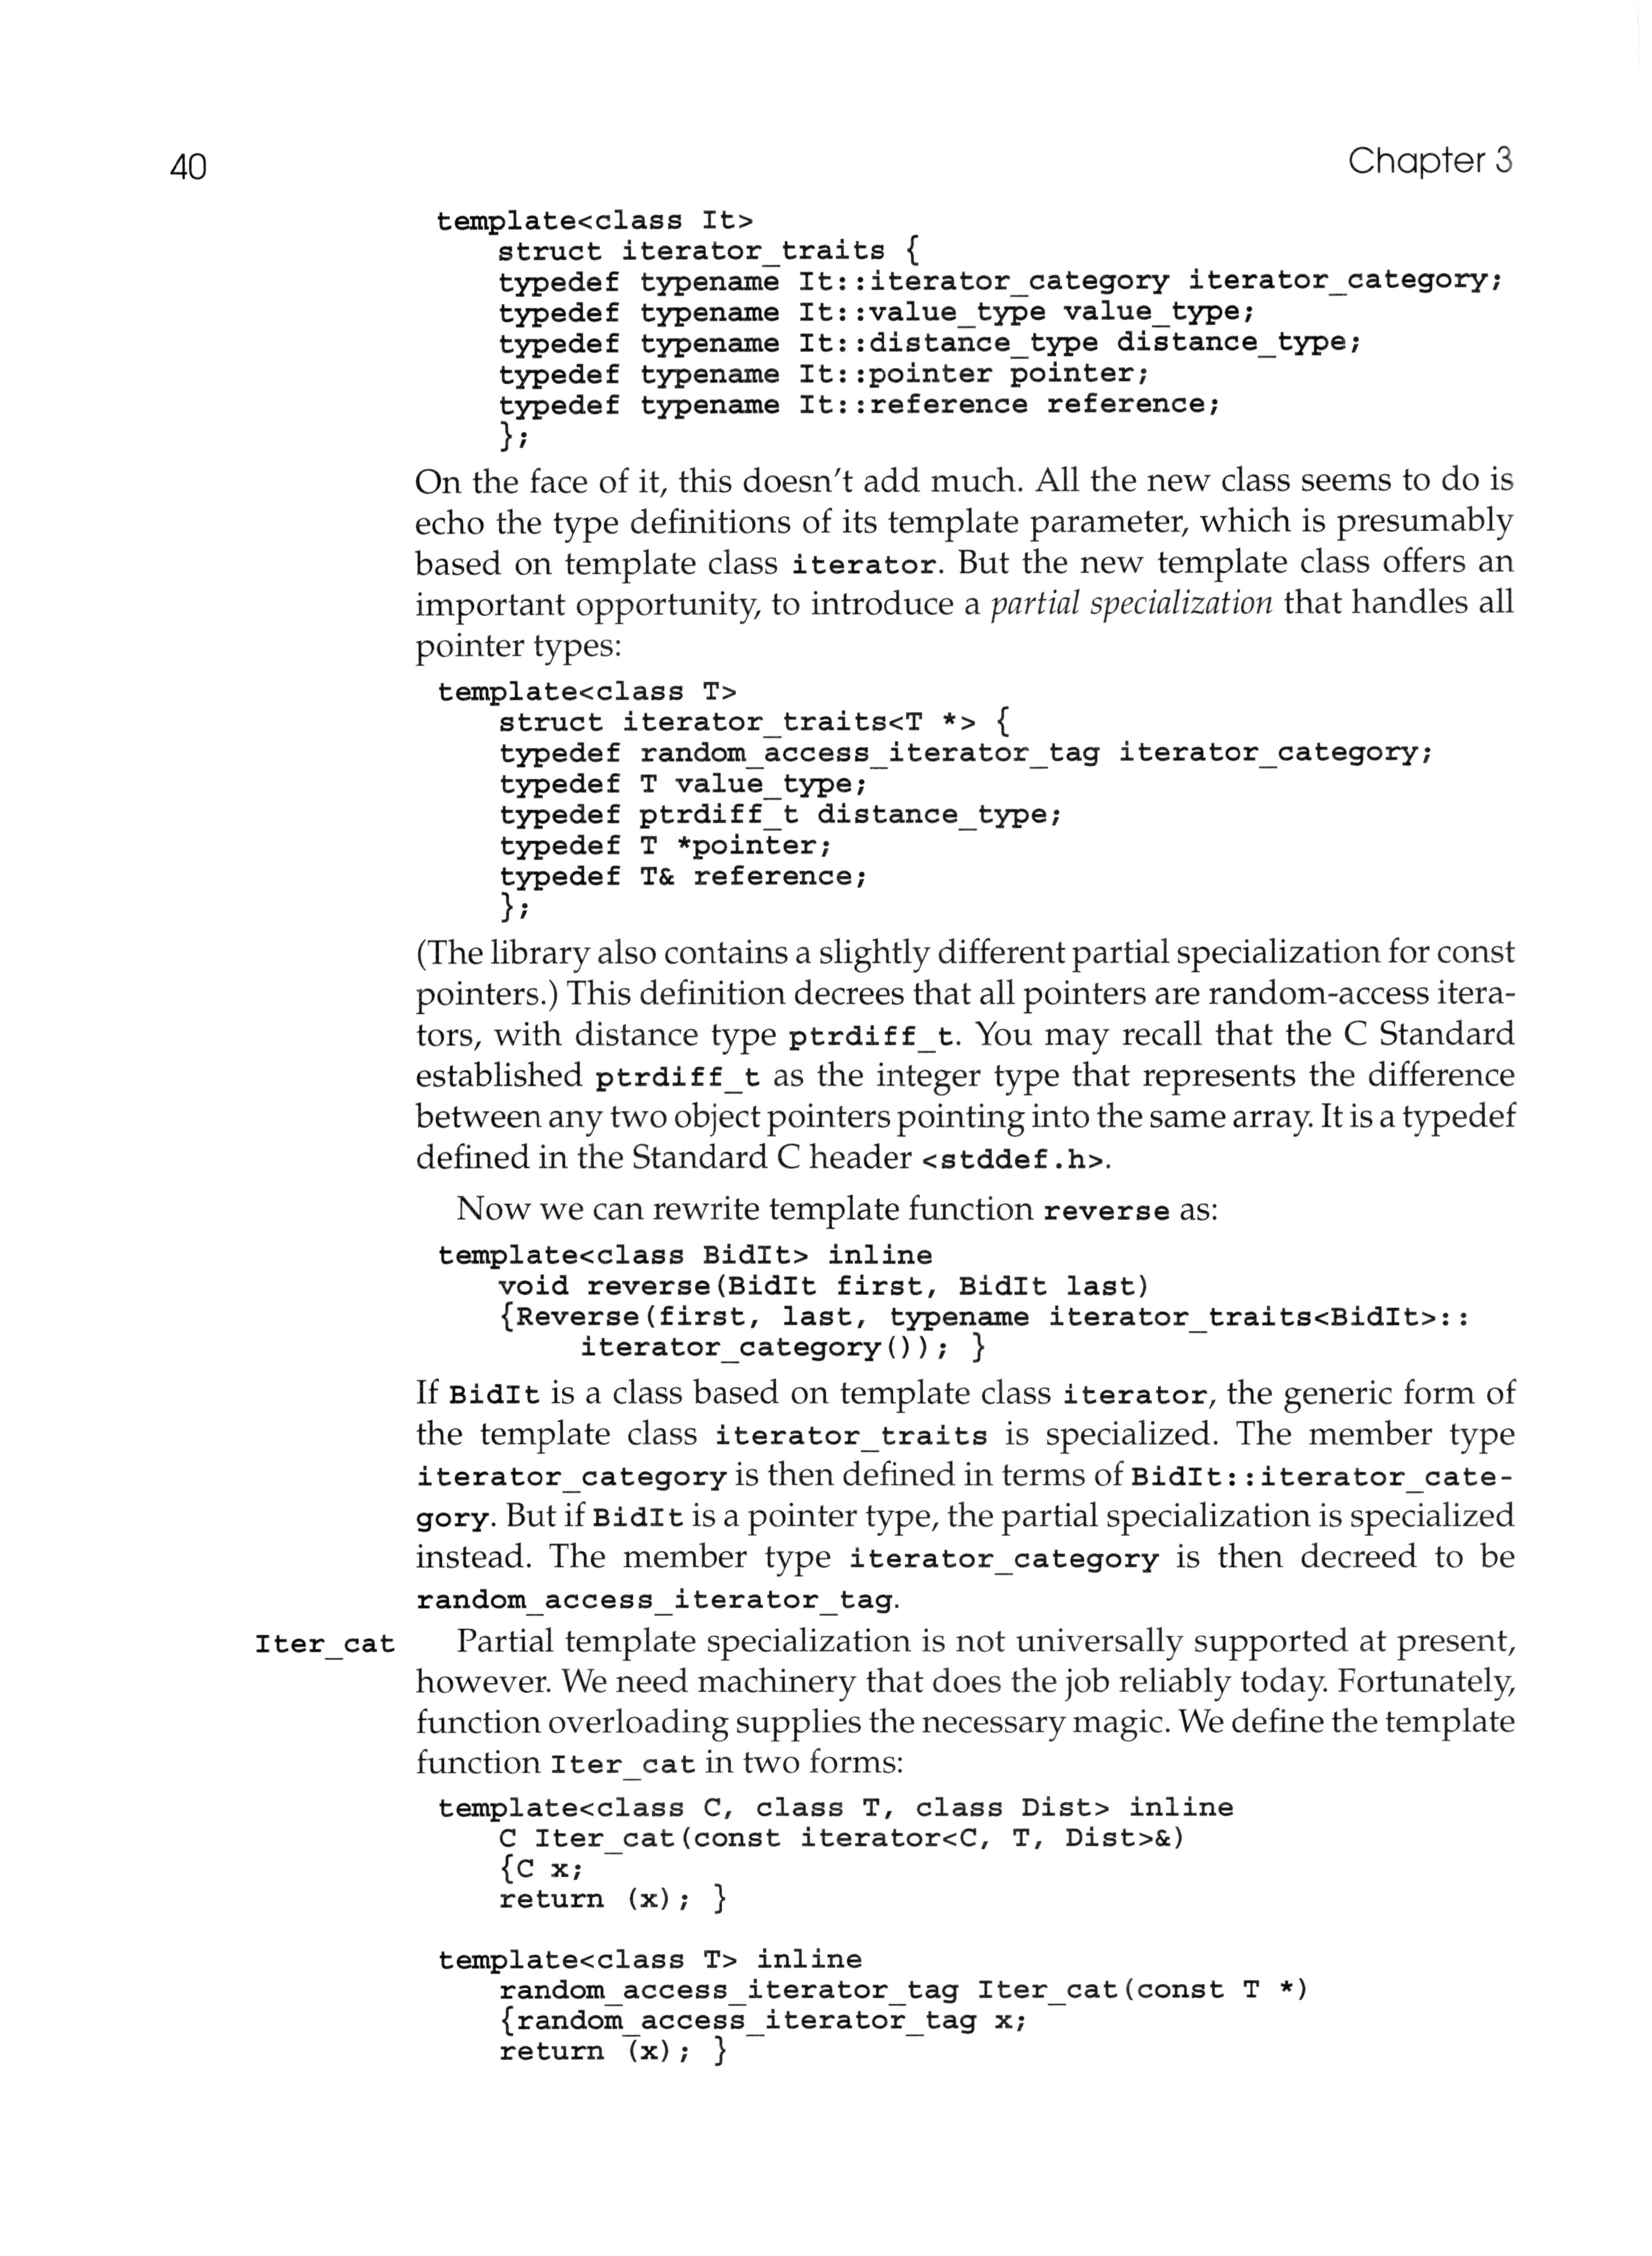 40
Chapter 3
template<class It>
struct iterator_traits {
typedef typename It::iterator_category iterator_category;
typedef typename It::value_type value_type;
typedef typename It::distance_type distance_type;
typedef typename It::pointer pointer;
typedef typename It::reference reference;
};
On the face of it, this doesn't add much. All the new class seems to do is
echo the type definitions of its template parameter, which is presumably
based on template class iterator. But the new template class offers an
important opportunity, to introduce a partial specialization that handles all
pointer types:
template<class T>
struct iterator_traits<T *> {
typedef random_access_iterator_tag iterator_category;
typedef T value_type;
typedef ptrdiff_t distance_type;
typedef T *pointer;
typedef T& reference;
};
(The library also contains a slightly different partial specialization for const
pointers.) This definition decrees that all pointers are random-access itera-
tors, with distance type ptrdiff_t. You may recall that the C Standard
established ptrdiff_t as the integer type that represents the difference
between any two object pointers pointing into the same array. It is a typedef
defined in the Standard C header <stddef.h>.
Now we can rewrite template function reverse as:
template<class BidIt> inline
void reverse(BidIt first, BidIt last)
{Reverse(first, last, typename iterator_traits<BidIt>::
iterator_category()); }
If BidIt is a class based on template class iterator, the generic form of
the template class iterator_traits is specialized. The member type
iterator_category is then defined in terms of BidIt::iterator_cate-
gory. But if BidIt is a pointer type, the partial specialization is specialized
instead. The member type iterator_category is then decreed to be
random_access_iterator_tag.
Iter_cat Partial template specialization is not universally supported at present,
however. We need machinery that does the job reliably today. Fortunately,
function overloading supplies the necessary magic. We define the template
function Iter_cat in two forms:
template<class C, class T, class Dist> inline
C Iter_cat(const iterator<C, T, Dist>&)
{C x;
return (x); }
template<class T> inline
random_access_iterator_tag Iter_cat(const T *)
{random_access_iterator_tag x;
return (x); }